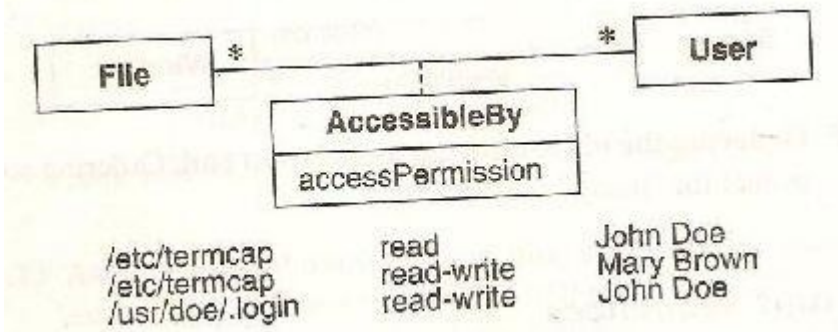 File * * User
AccessibleBy
accessPermission
/etc/termcap read John Doe
/etc/termcap read-write Mary Brown
/usr/doe/.login read-write John Doe